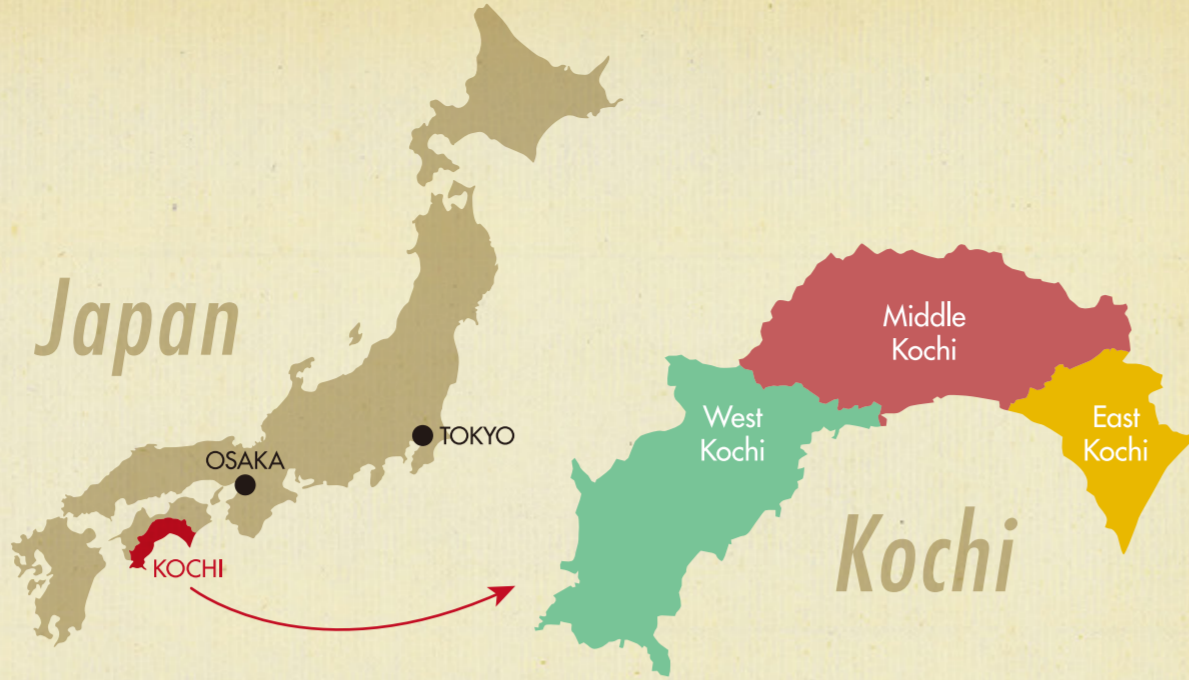 Japan
TOKYO
OSAKA
KOCHI
Middle
Kochi
West
Kochi
East
Kochi
Kochi